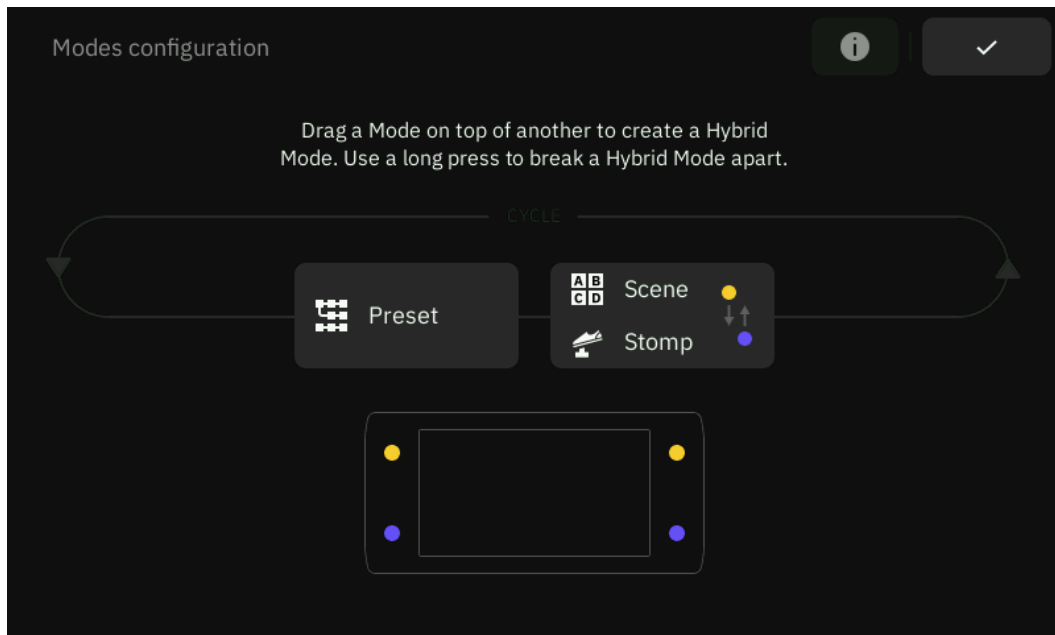 Modes configuration
Drag a Mode on top of another to create a Hybrid
Mode. Use a long press to break a Hybrid Mode apart.
CYCLE
Preset
A B
C D
Scene
Stomp